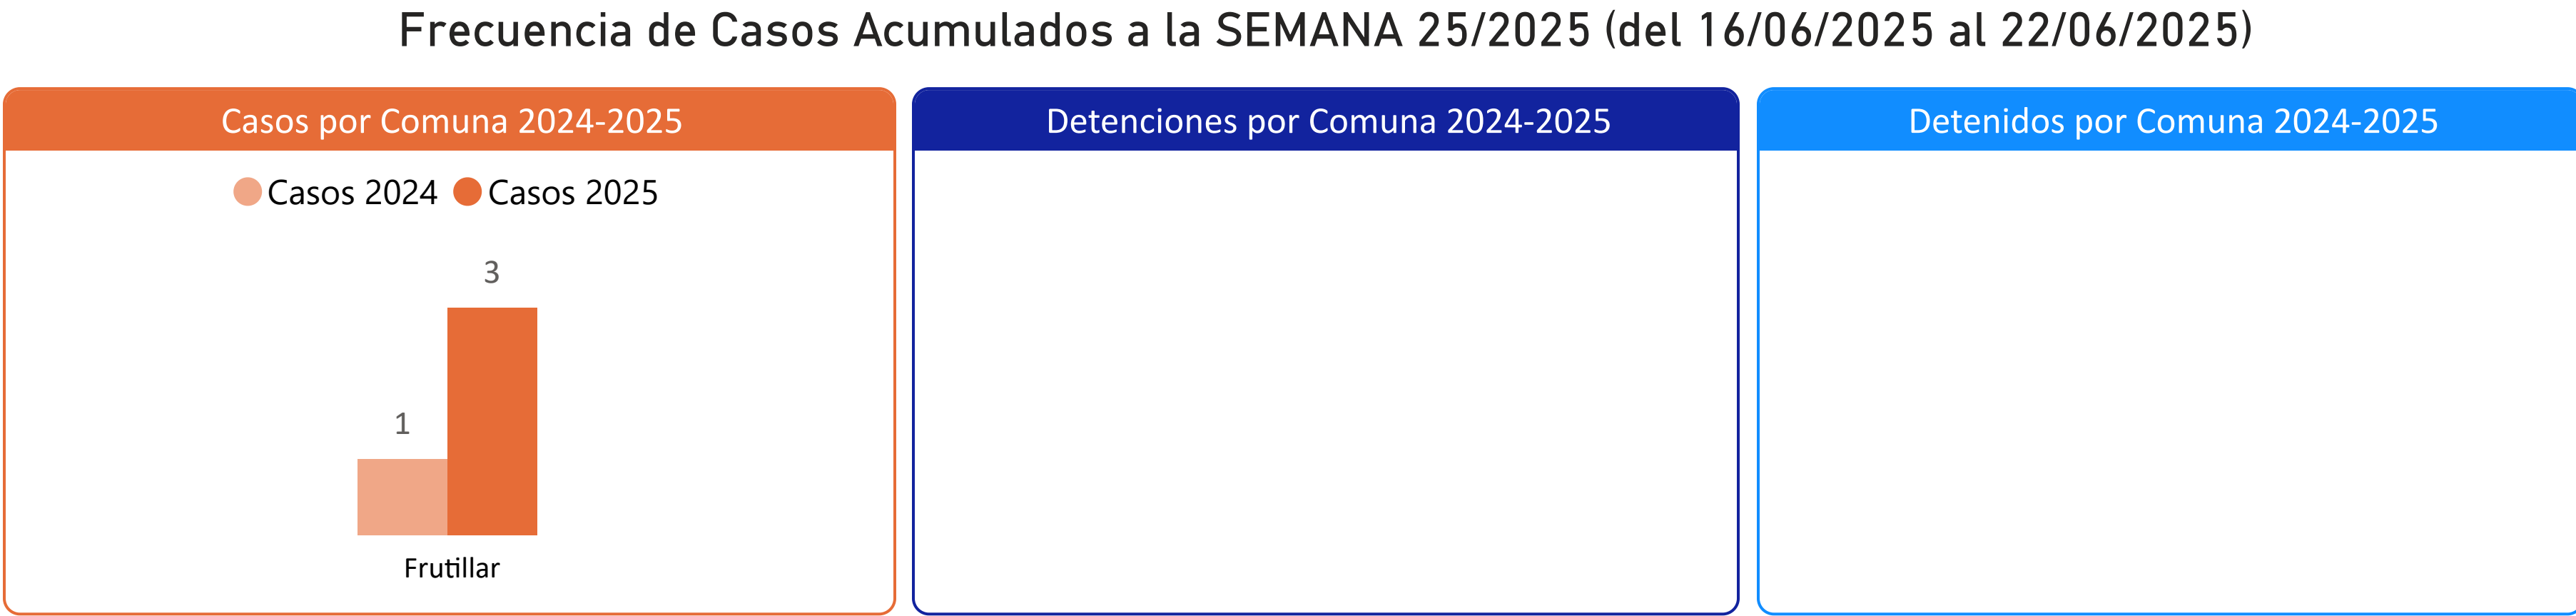 Frecuencia de Casos Acumulados a la SEMANA 25/2025 (del 16/06/2025 al 22/06/2025)
Casos por Comuna 2024-2025
Casos 2024 Casos 2025
3
1
Frutillar
Detenciones por Comuna 2024-2025
Detenidos por Comuna 2024-2025